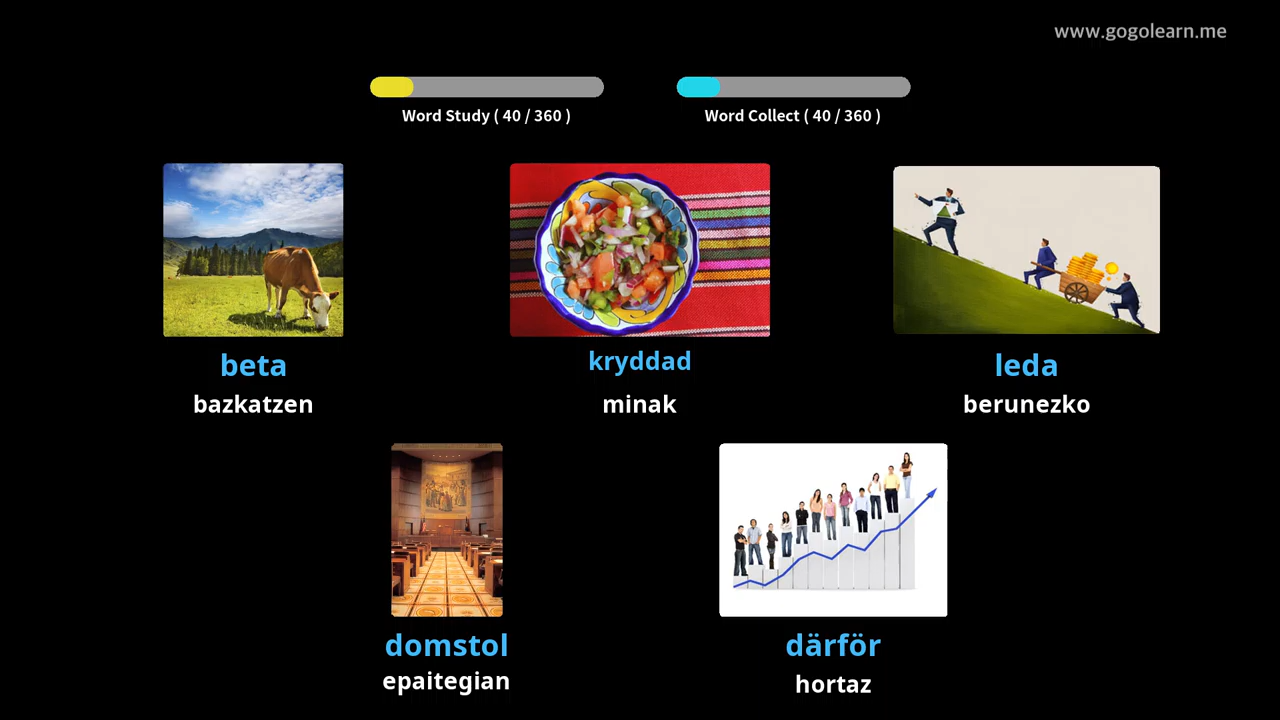 www.gogolearn.me
Word Study ( 40 / 360 )
Word Collect ( 40 / 360 )
beta
bazkatzen
kryddad
minak
leda
berunezko
domstol
epaitegian
därför
hortaz